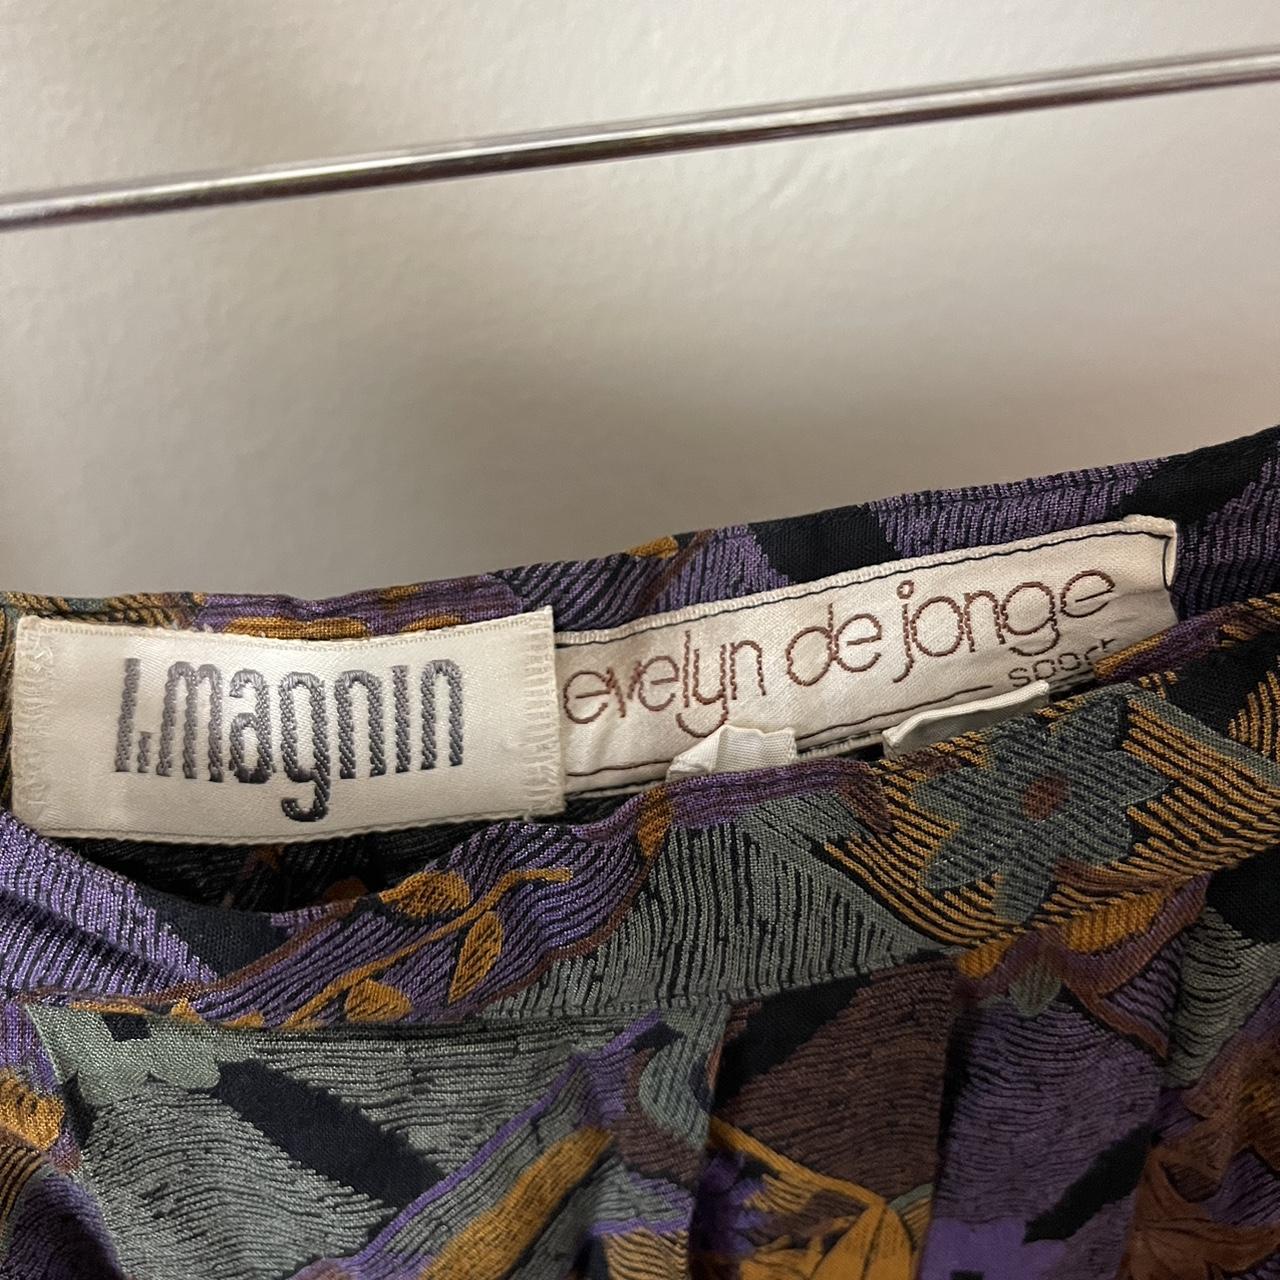 I.magnin
evelyn de jonge
sport